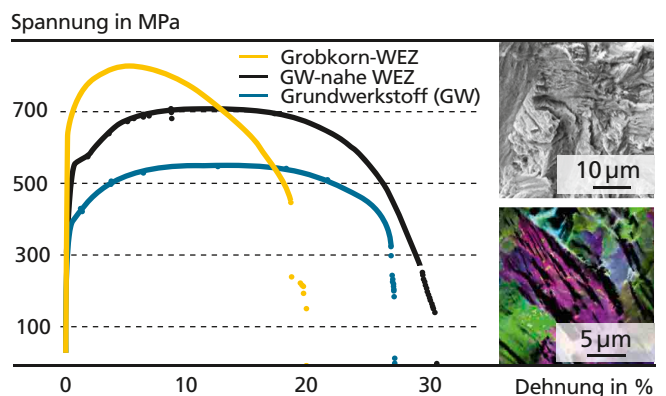 Spannung in MPa
Grobkorn-WEZ
GW-nahe WEZ
Grundwerkstoff (GW)
700
500
300
100
10 µm
5 µm
0 10 20 30 Dehnung in %